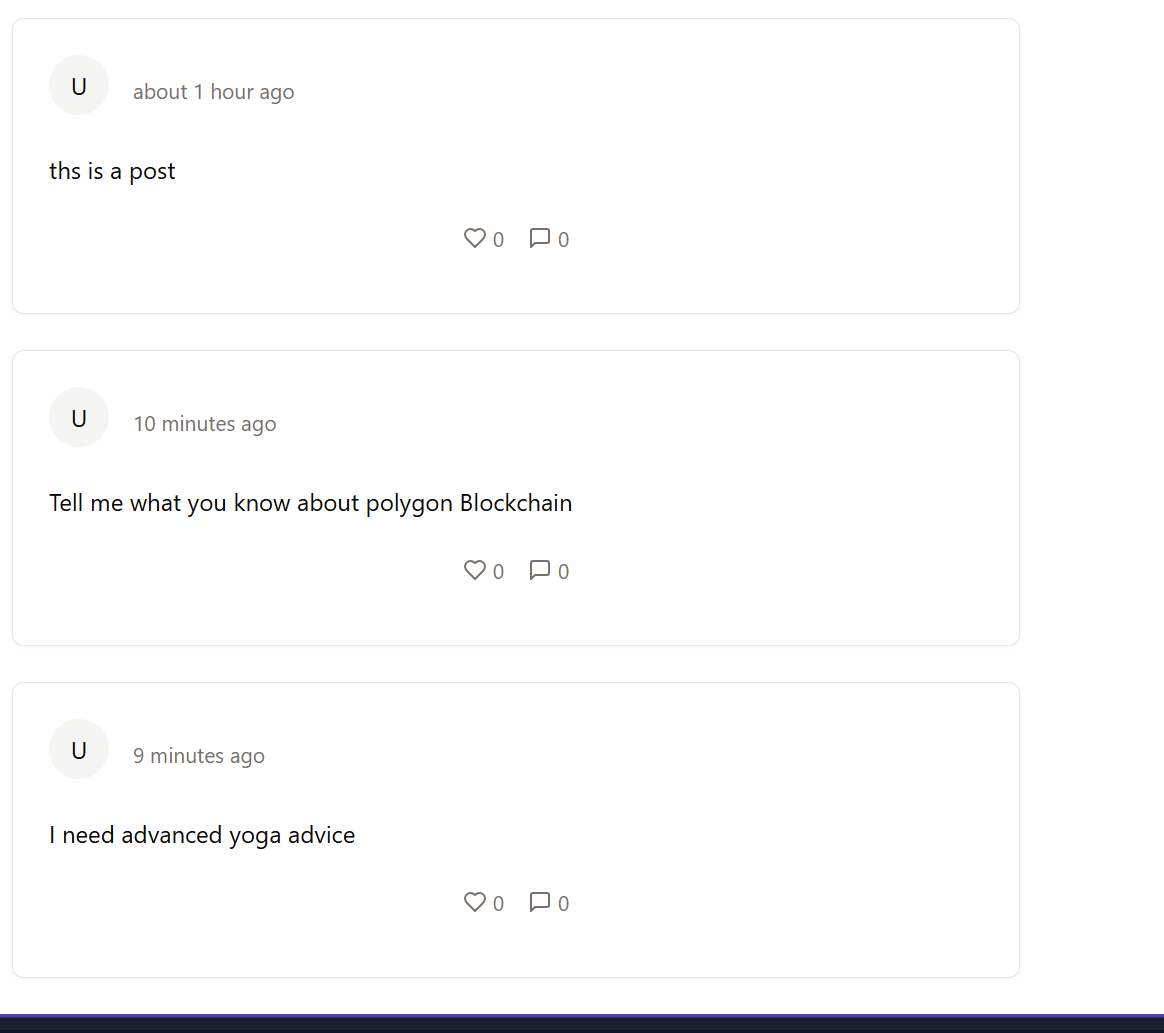 U about 1 hour ago
ths is a post
0 0
U 10 minutes ago
Tell me what you know about polygon Blockchain
0 0
U 9 minutes ago
I need advanced yoga advice
0 0